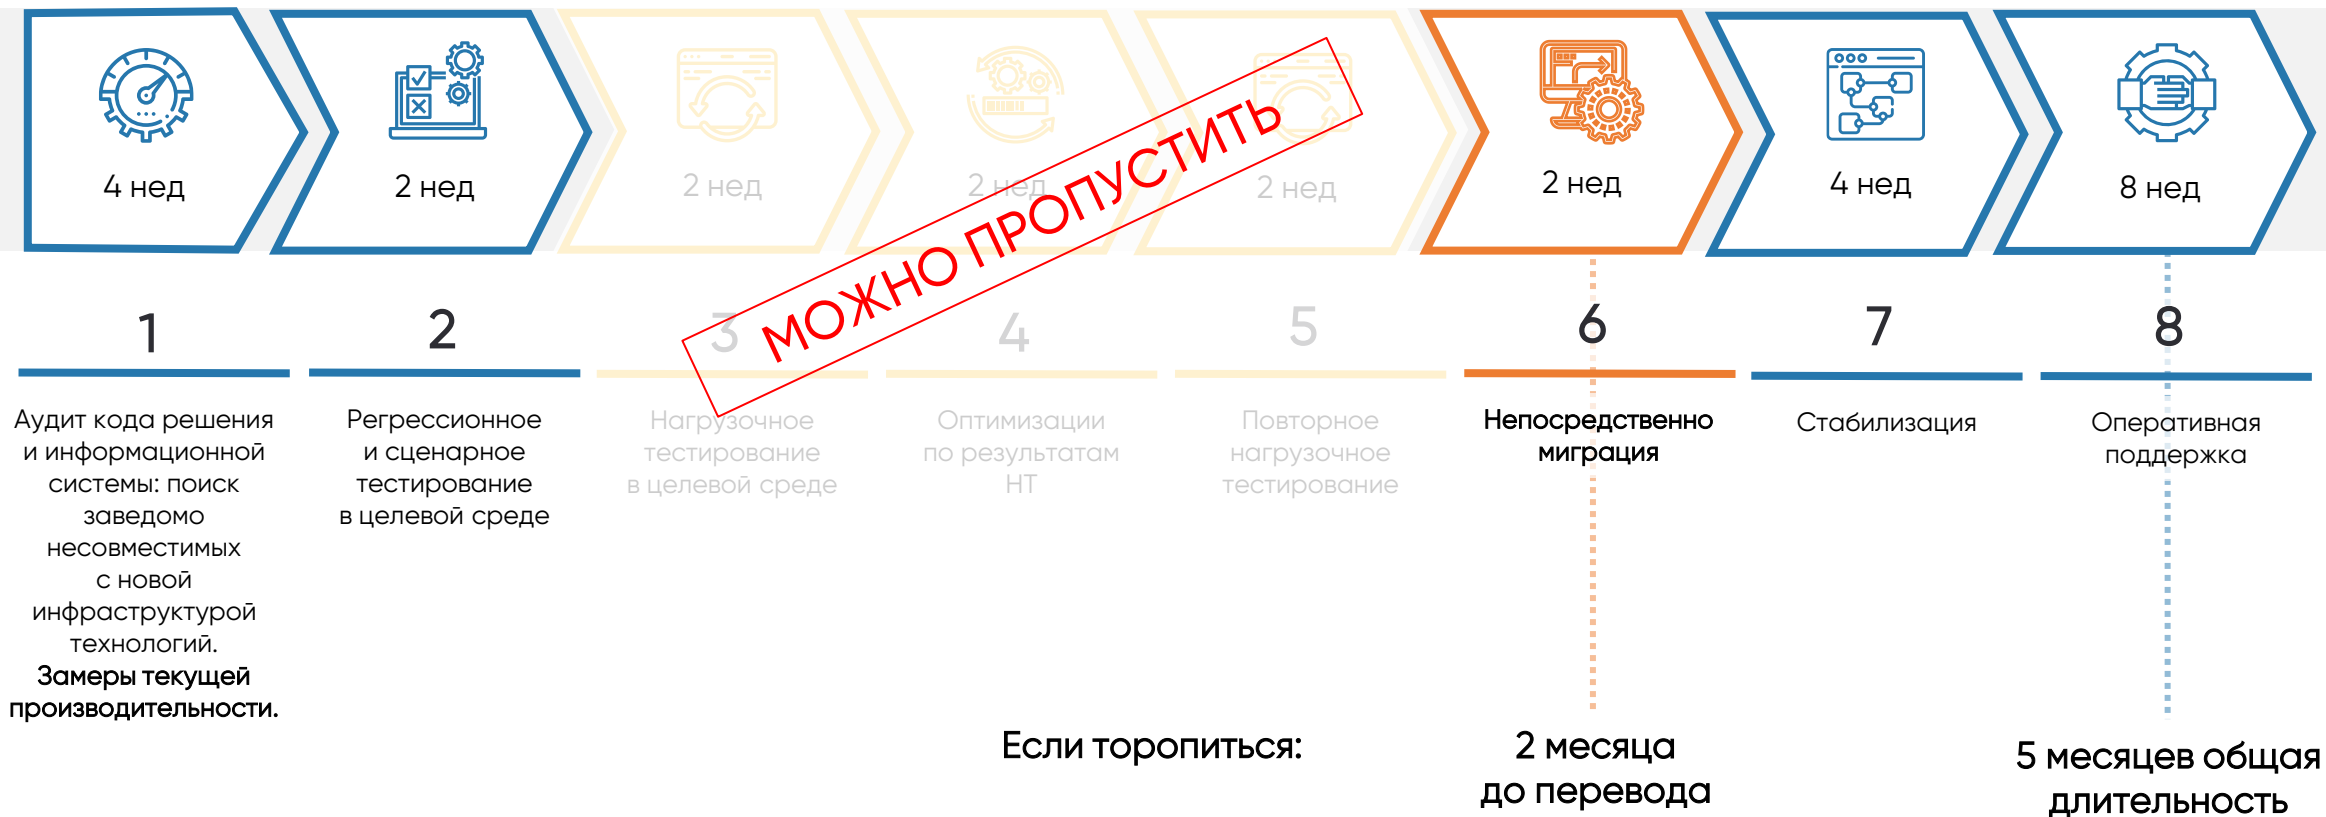 4 нед
2 нед
2 нед
2 нед
2 нед
2 нед
4 нед
8 нед
МОЖНО ПРОПУСТИТЬ
1
2
3
4
5
6
7
8
Аудит кода решения
и информационной
системы: поиск
заведомо
несовместимых
с новой
инфраструктурой
технологий.
Замеры текущей
производительности.
Регрессионное
и сценарное
тестирование
в целевой среде
Нагрузочное
тестирование
в целевой среде
Оптимизации
по результатам
НТ
Повторное
нагрузочное
тестирование
Непосредственно
миграция
Стабилизация
Оперативная
поддержка
Если торопиться:
2 месяца
до перевода
5 месяцев общая
длительность